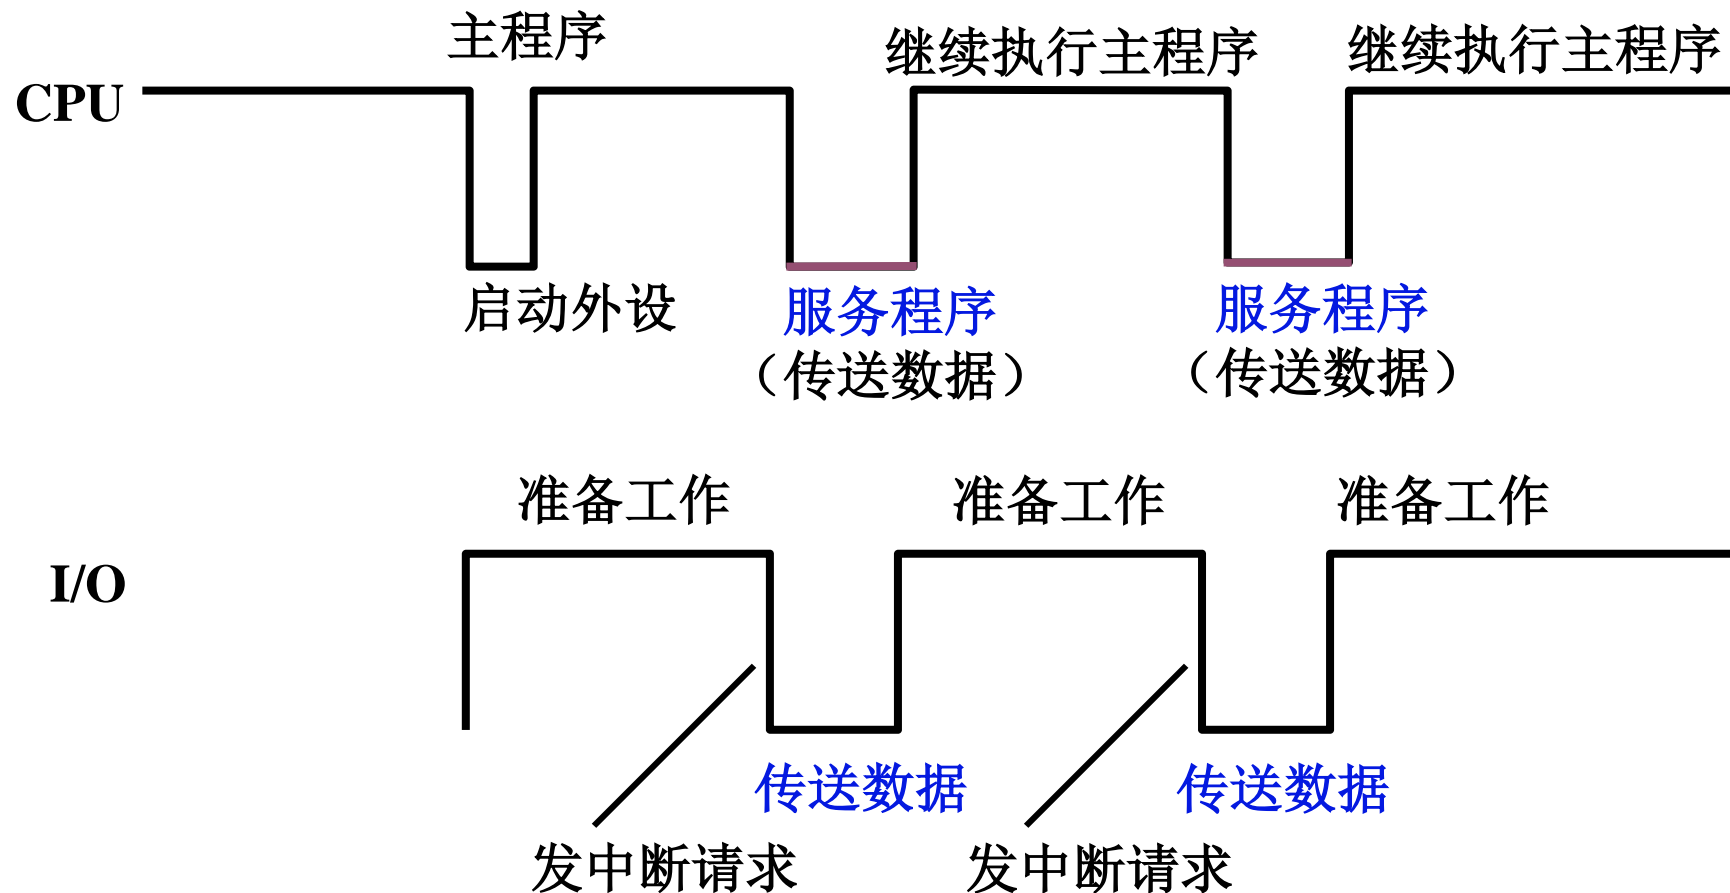 主程序
继续执行主程序
继续执行主程序
CPU
启动外设
服务程序
（传送数据）
服务程序
（传送数据）
准备工作
准备工作
准备工作
I/O
传送数据
传送数据
发中断请求
发中断请求